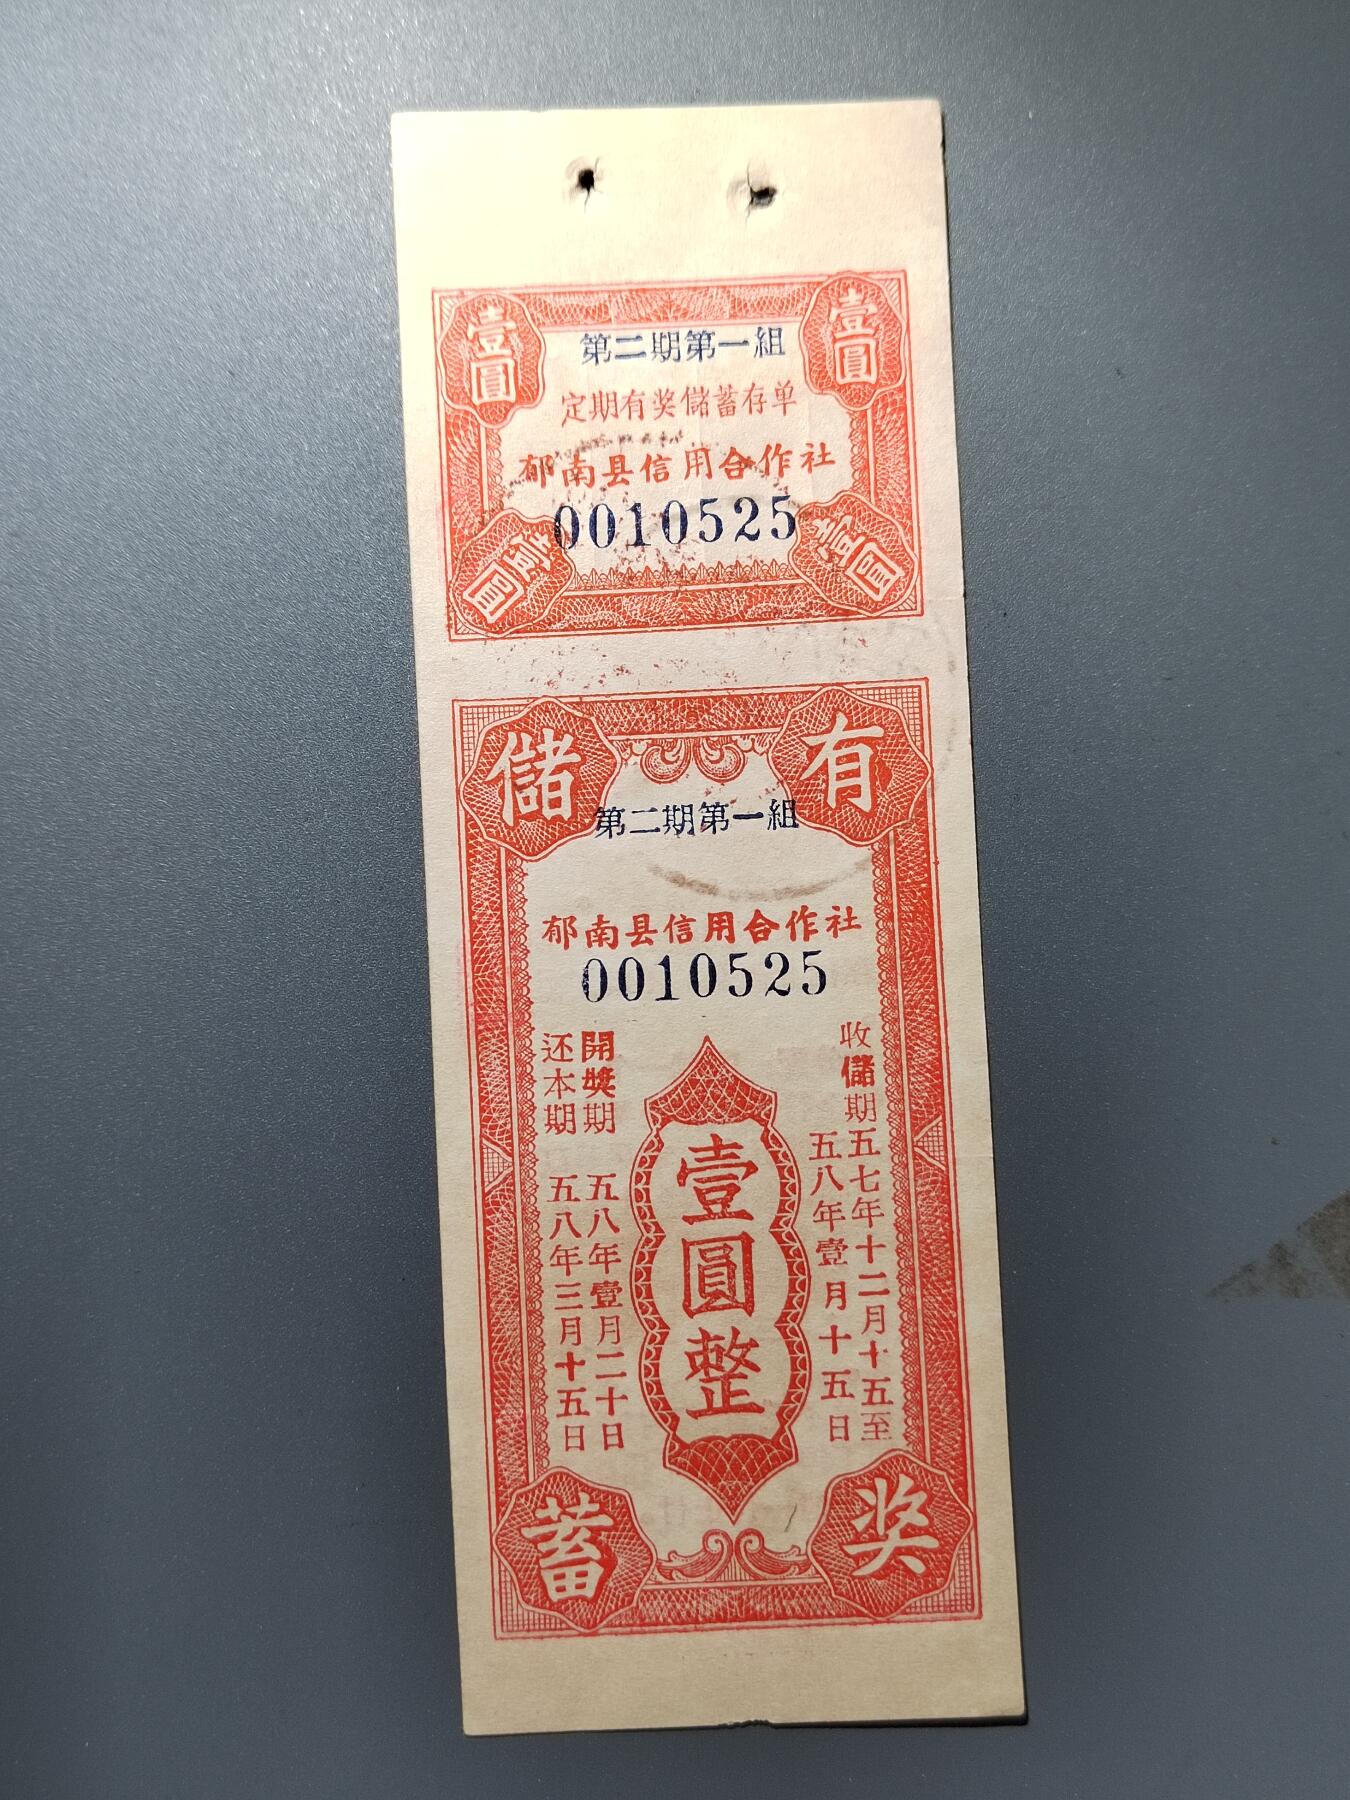 壹圓
壹圓
第二期第一組
定期有奖儲蓄存单
郁南县信用合作社
0010525
壹圓
壹圓
有奖儲蓄
第二期第一組
郁南县信用合作社
0010525
收儲期五七年十二月十五至
五八年壹月十五日
壹圓整
開獎期 五八年壹月二十日
还本期 五八年三月十五日